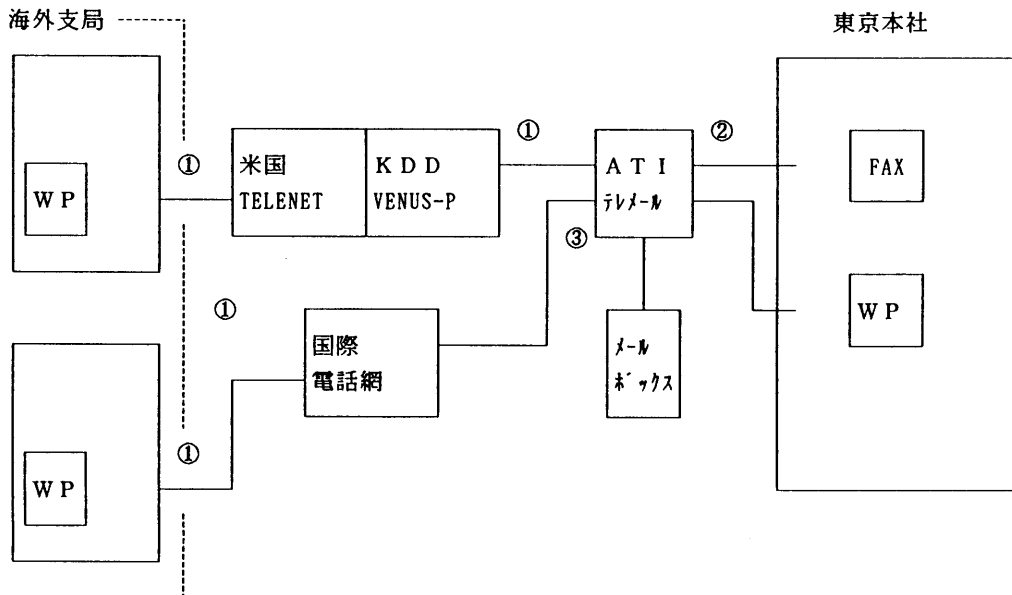 海外支局
東京本社
①
②
WP
①
米国
TELENET
KDD
VENUS-P
ATI
テレメール
FAX
③
①
国際
電話網
メール
ボックス
WP
①
WP